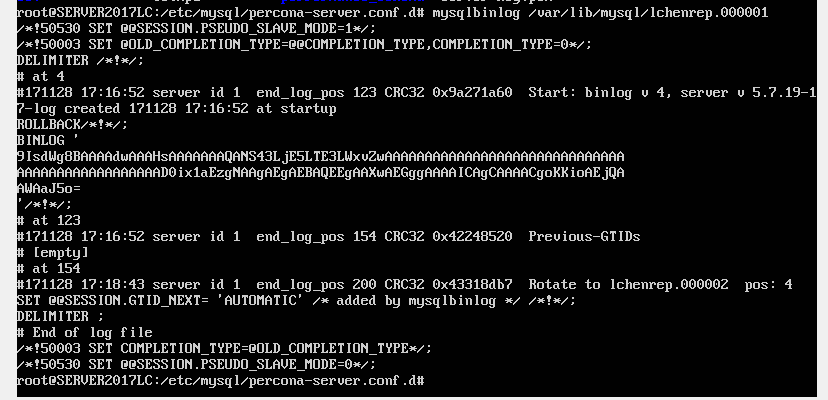 root@SERVER2017LC:/etc/mysql/percona-server.conf.d# mysqlbinlog /var/lib/mysql/lchenrep.000001
/*!50530 SET @@SESSION.PSEUDO_SLAVE_MODE=1*/;
/*!50003 SET @OLD_COMPLETION_TYPE=@@COMPLETION_TYPE,COMPLETION_TYPE=0*/;
DELIMITER /*!*/;
# at 4
#171128 17:16:52 server id 1  end_log_pos 123 CRC32 0x9a271a60  Start: binlog v 4, server v 5.7.19-1
7-log created 171128 17:16:52 at startup
ROLLBACK/*!*/;
BINLOG '
9IsdWg8BAAAAdwAAAHsAAAAAAAQANS43LjE5LTE3LWxvZwAAAAAAAAAAAAAAAAAAAAAAAAAAAAAA
AAAAAAAAAAAAAAAAAAD0ix1aEzgNAAgAEgAEBAQEEgAAXwAEGggAAAAICAgCAAAACgoKKioAEjQA
AWAaJ5o=
'/*!*/;
# at 123
#171128 17:16:52 server id 1  end_log_pos 154 CRC32 0x42248520  Previous-GTIDs
# [empty]
# at 154
#171128 17:18:43 server id 1  end_log_pos 200 CRC32 0x43318db7  Rotate to lchenrep.000002  pos: 4
SET @@SESSION.GTID_NEXT= 'AUTOMATIC' /* added by mysqlbinlog */ /*!*/;
DELIMITER ;
# End of log file
/*!50003 SET COMPLETION_TYPE=@OLD_COMPLETION_TYPE*/;
/*!50530 SET @@SESSION.PSEUDO_SLAVE_MODE=0*/;
root@SERVER2017LC:/etc/mysql/percona-server.conf.d#